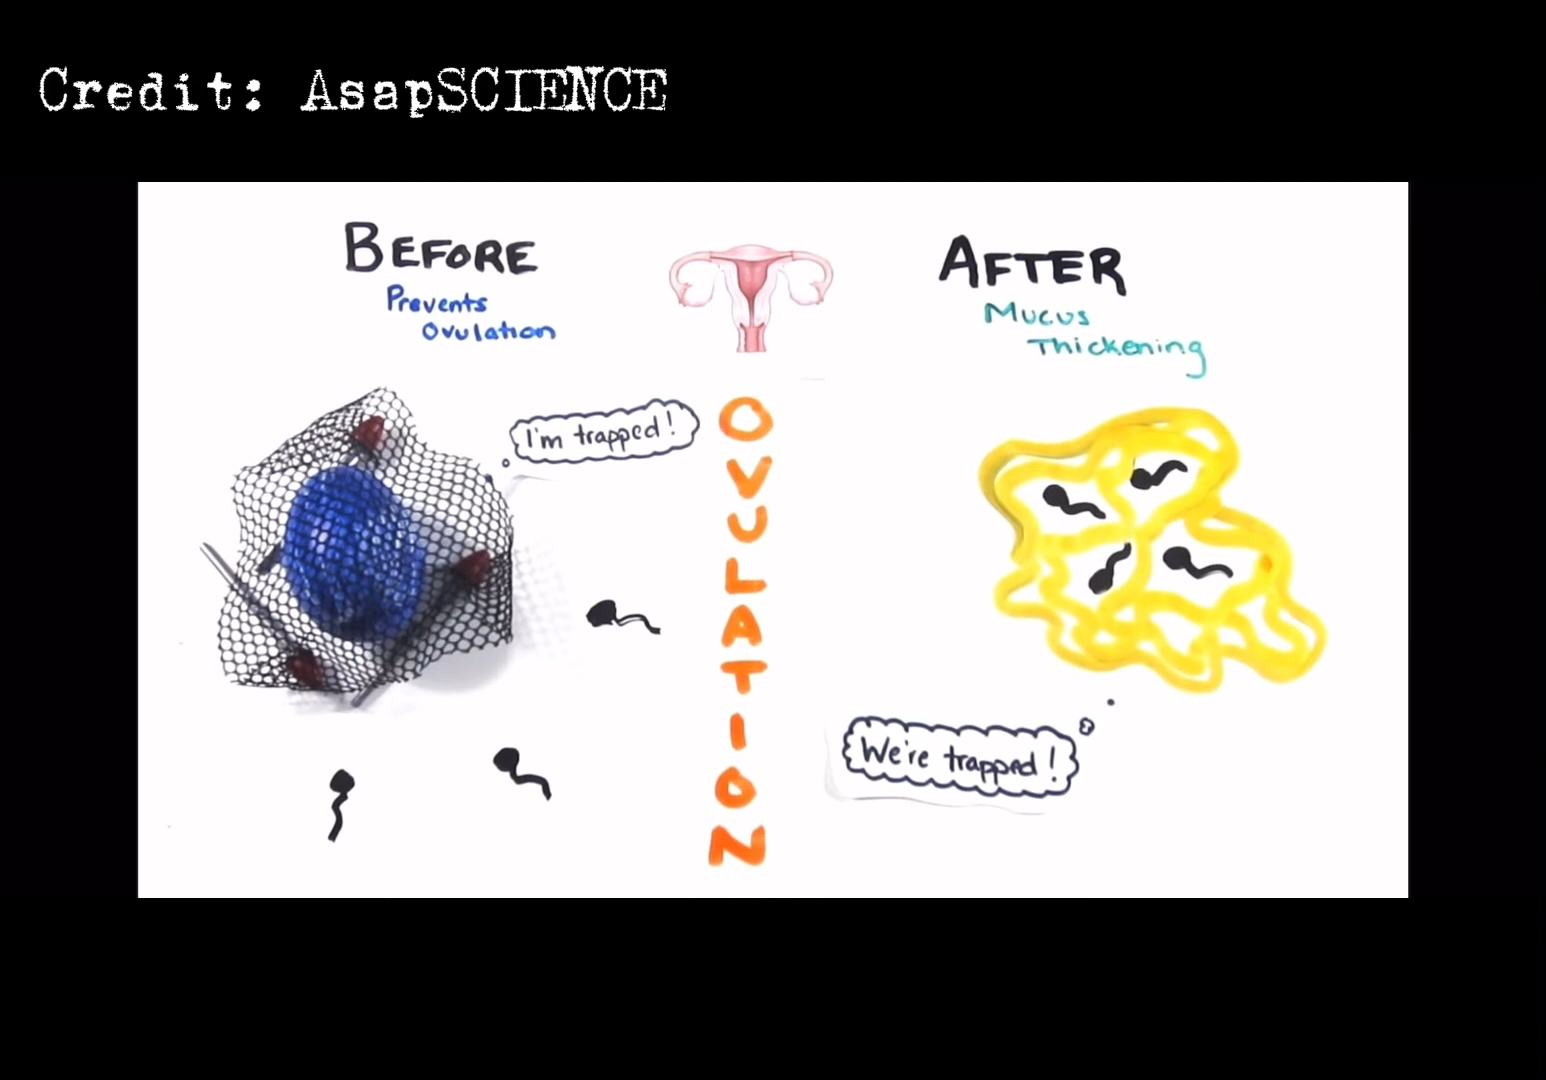 Credit: AsapSCIENCE
BEFORE
Prevents
Ovulation
AFTER
Mucus
Thickening
I'm trapped!
OVULATION
We're trapped!